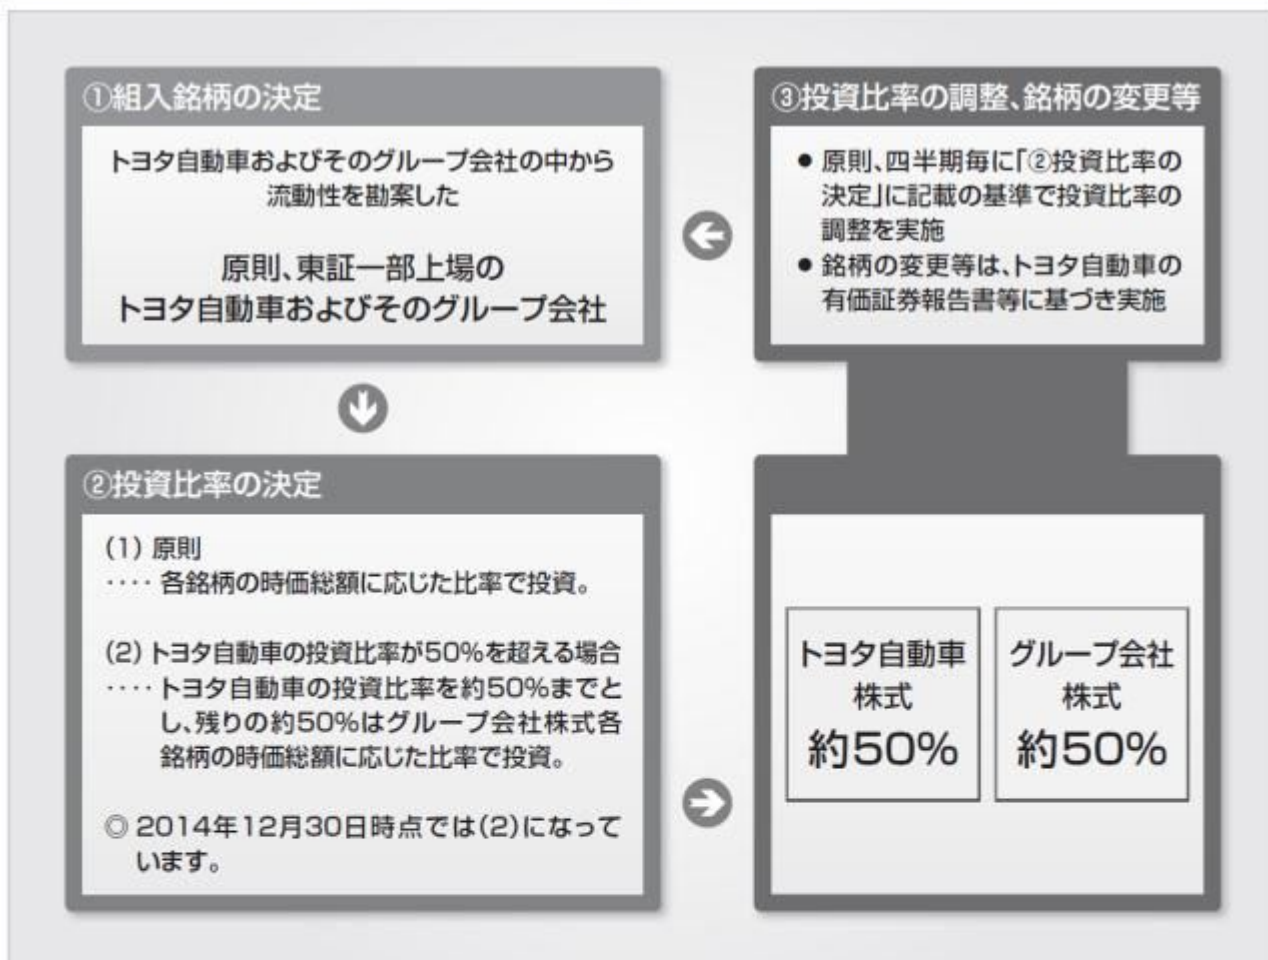 ①組入銘柄の決定
トヨタ自動車およびそのグループ会社の中から
流動性を勘案した
原則、東証一部上場の
トヨタ自動車およびそのグループ会社
②投資比率の決定
(1) 原則
‥‥ 各銘柄の時価総額に応じた比率で投資。
(2) トヨタ自動車の投資比率が50%を超える場合
‥‥ トヨタ自動車の投資比率を約50%までと
し、残りの約50%はグループ会社株式各
銘柄の時価総額に応じた比率で投資。
◎ 2014年12月30日時点では(2)になって
います。
トヨタ自動車
株式
約50%
グループ会社
株式
約50%
③投資比率の調整、銘柄の変更等
● 原則、四半期毎に「②投資比率の
決定」に記載の基準で投資比率の
調整を実施
● 銘柄の変更等は、トヨタ自動車の
有価証券報告書等に基づき実施